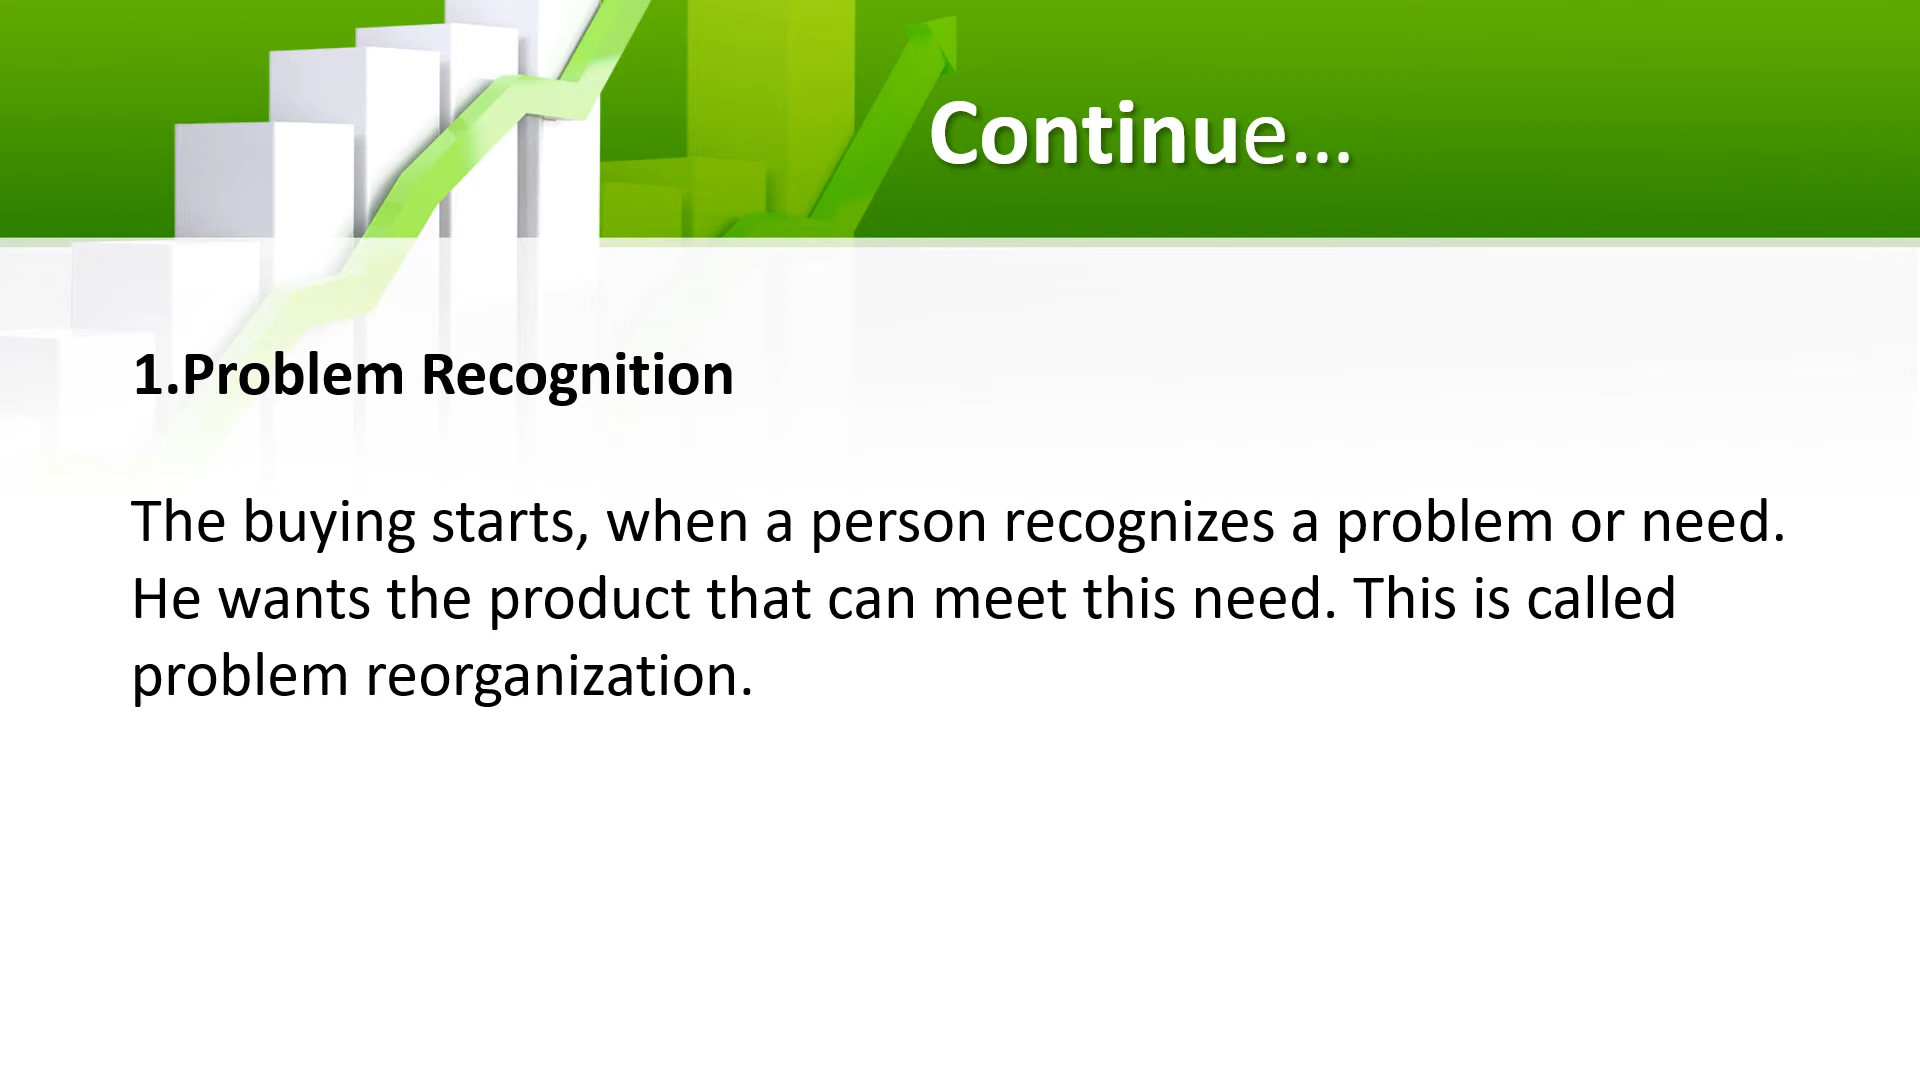 Continue...
1.Problem Recognition
The buying starts, when a person recognizes a problem or need.
He wants the product that can meet this need. This is called
problem reorganization.